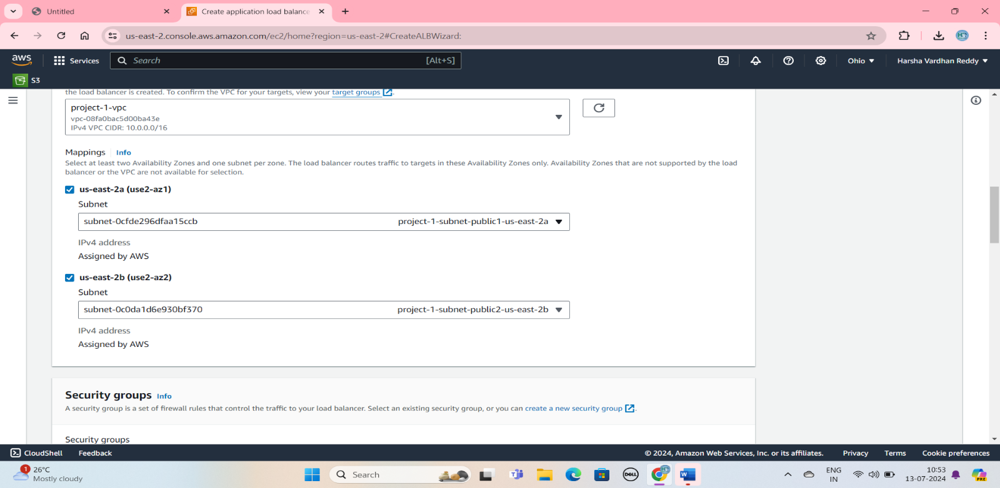 Untitled
Create application load balance
us-east-2.console.aws.amazon.com/ec2/home?region=us-east-2#CreateALBWizard:
aws
Services
Search
[Alt+S]
Ohio
Harsha Vardhan Reddy
S3
the load balancer is created. To confirm the VPC for your targets, view your target groups.
project-1-vpc
vpc-08fa0bac5d00ba43e
IPv4 VPC CIDR: 10.0.0.0/16
Mappings Info
Select at least two Availability Zones and one subnet per zone. The load balancer routes traffic to targets in these Availability Zones only. Availability Zones that are not supported by the load
balancer or the VPC are not available for selection.
us-east-2a (use2-az1)
Subnet
subnet-0cfde296dfaa15ccb project-1-subnet-public1-us-east-2a
IPv4 address
Assigned by AWS
us-east-2b (use2-az2)
Subnet
subnet-0c0da1d6e930bf370 project-1-subnet-public2-us-east-2b
IPv4 address
Assigned by AWS
Security groups Info
A security group is a set of firewall rules that control the traffic to your load balancer. Select an existing security group, or you can create a new security group.
Security groups
CloudShell Feedback © 2024, Amazon Web Services, Inc. or its affiliates. Privacy Terms Cookie preferences
1
26°C
Mostly cloudy
Search
DELL
ENG
IN
10:53
13-07-2024
PRE